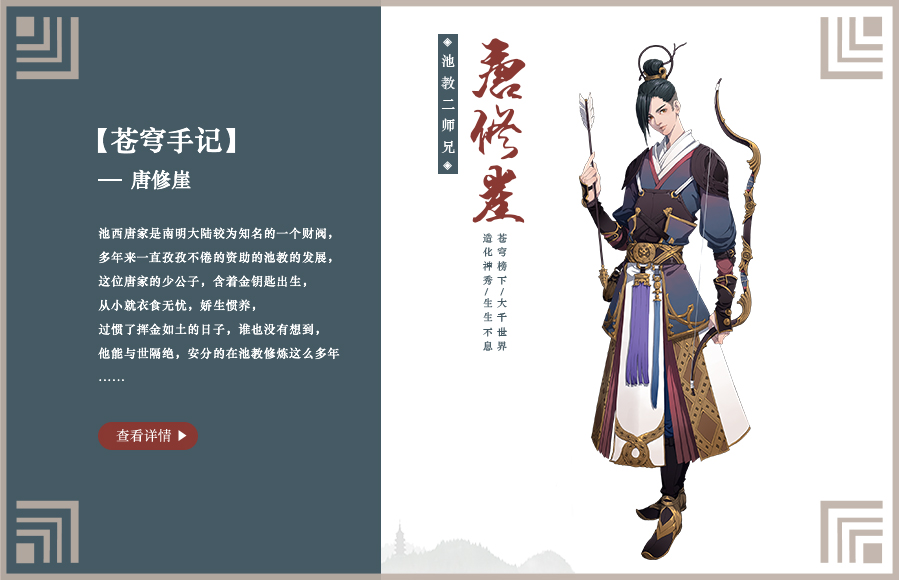 【苍穹手记】
— 唐修崖
池西唐家是南明大陆较为知名的一个财阀，
多年来一直孜孜不倦的资助的池教的发展，
这位唐家的少公子，含着金钥匙出生，
从小就衣食无忧，娇生惯养，
过惯了挥金如土的日子，谁也没有想到，
他能与世隔绝，安分的在池教修炼这么多年
……
查看详情
池教二师兄
唐修崖
苍穹榜下/大千世界
造化神秀/生生不息